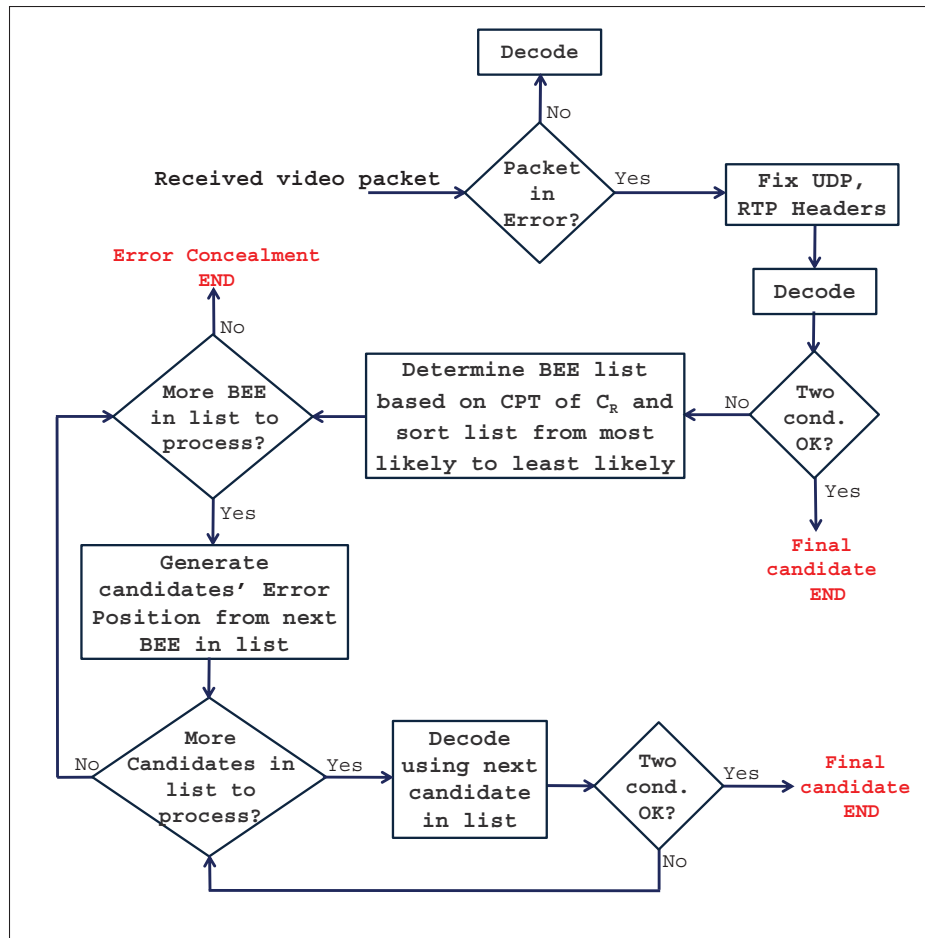 Decode
No
Received video packet
Packet
in
Error?
Yes
Fix UDP,
RTP Headers
Decode
Error Concealment
END
No
More BEE
in list to
process?
Determine BEE list
based on CPT of C_R and
sort list from most
likely to least likely
No
Two
cond.
OK?
Yes
Final
candidate
END
Yes
Generate
candidates’ Error
Position from next
BEE in list
No
More
Candidates in
list to
process?
Yes
Decode
using next
candidate
in list
Two
cond.
OK?
Yes
Final
candidate
END
No